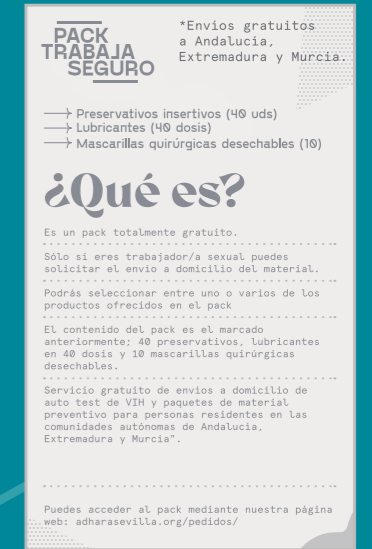 PACK
TRABAJA
SEGURO
*Envios gratuitos
a Andalucia,
Extremadura y Murcia.
Preservativos insertivos (40 uds)
Lubricantes (40 dosis)
Mascarillas quirúrgicas desechables (10)
¿Qué es?
Es un pack totalmente gratuito.
Sólo si eres trabajador/a sexual puedes
solicitar el envio a domicilio del material.
Podrás seleccionar entre uno o varios de los
productos ofrecidos en el pack
El contenido del pack es el marcado
anteriormente; 40 preservativos, lubricantes
en 40 dosis y 10 mascarillas quirúrgicas
desechables.
Servicio gratuito de envios a domicilio de
auto test de VIH y paquetes de material
preventivo para personas residentes en las
comunidades autónomas de Andalucia,
Extremadura y Murcia".
Puedes acceder al pack mediante nuestra página
web: adharasevilla.org/pedidos/